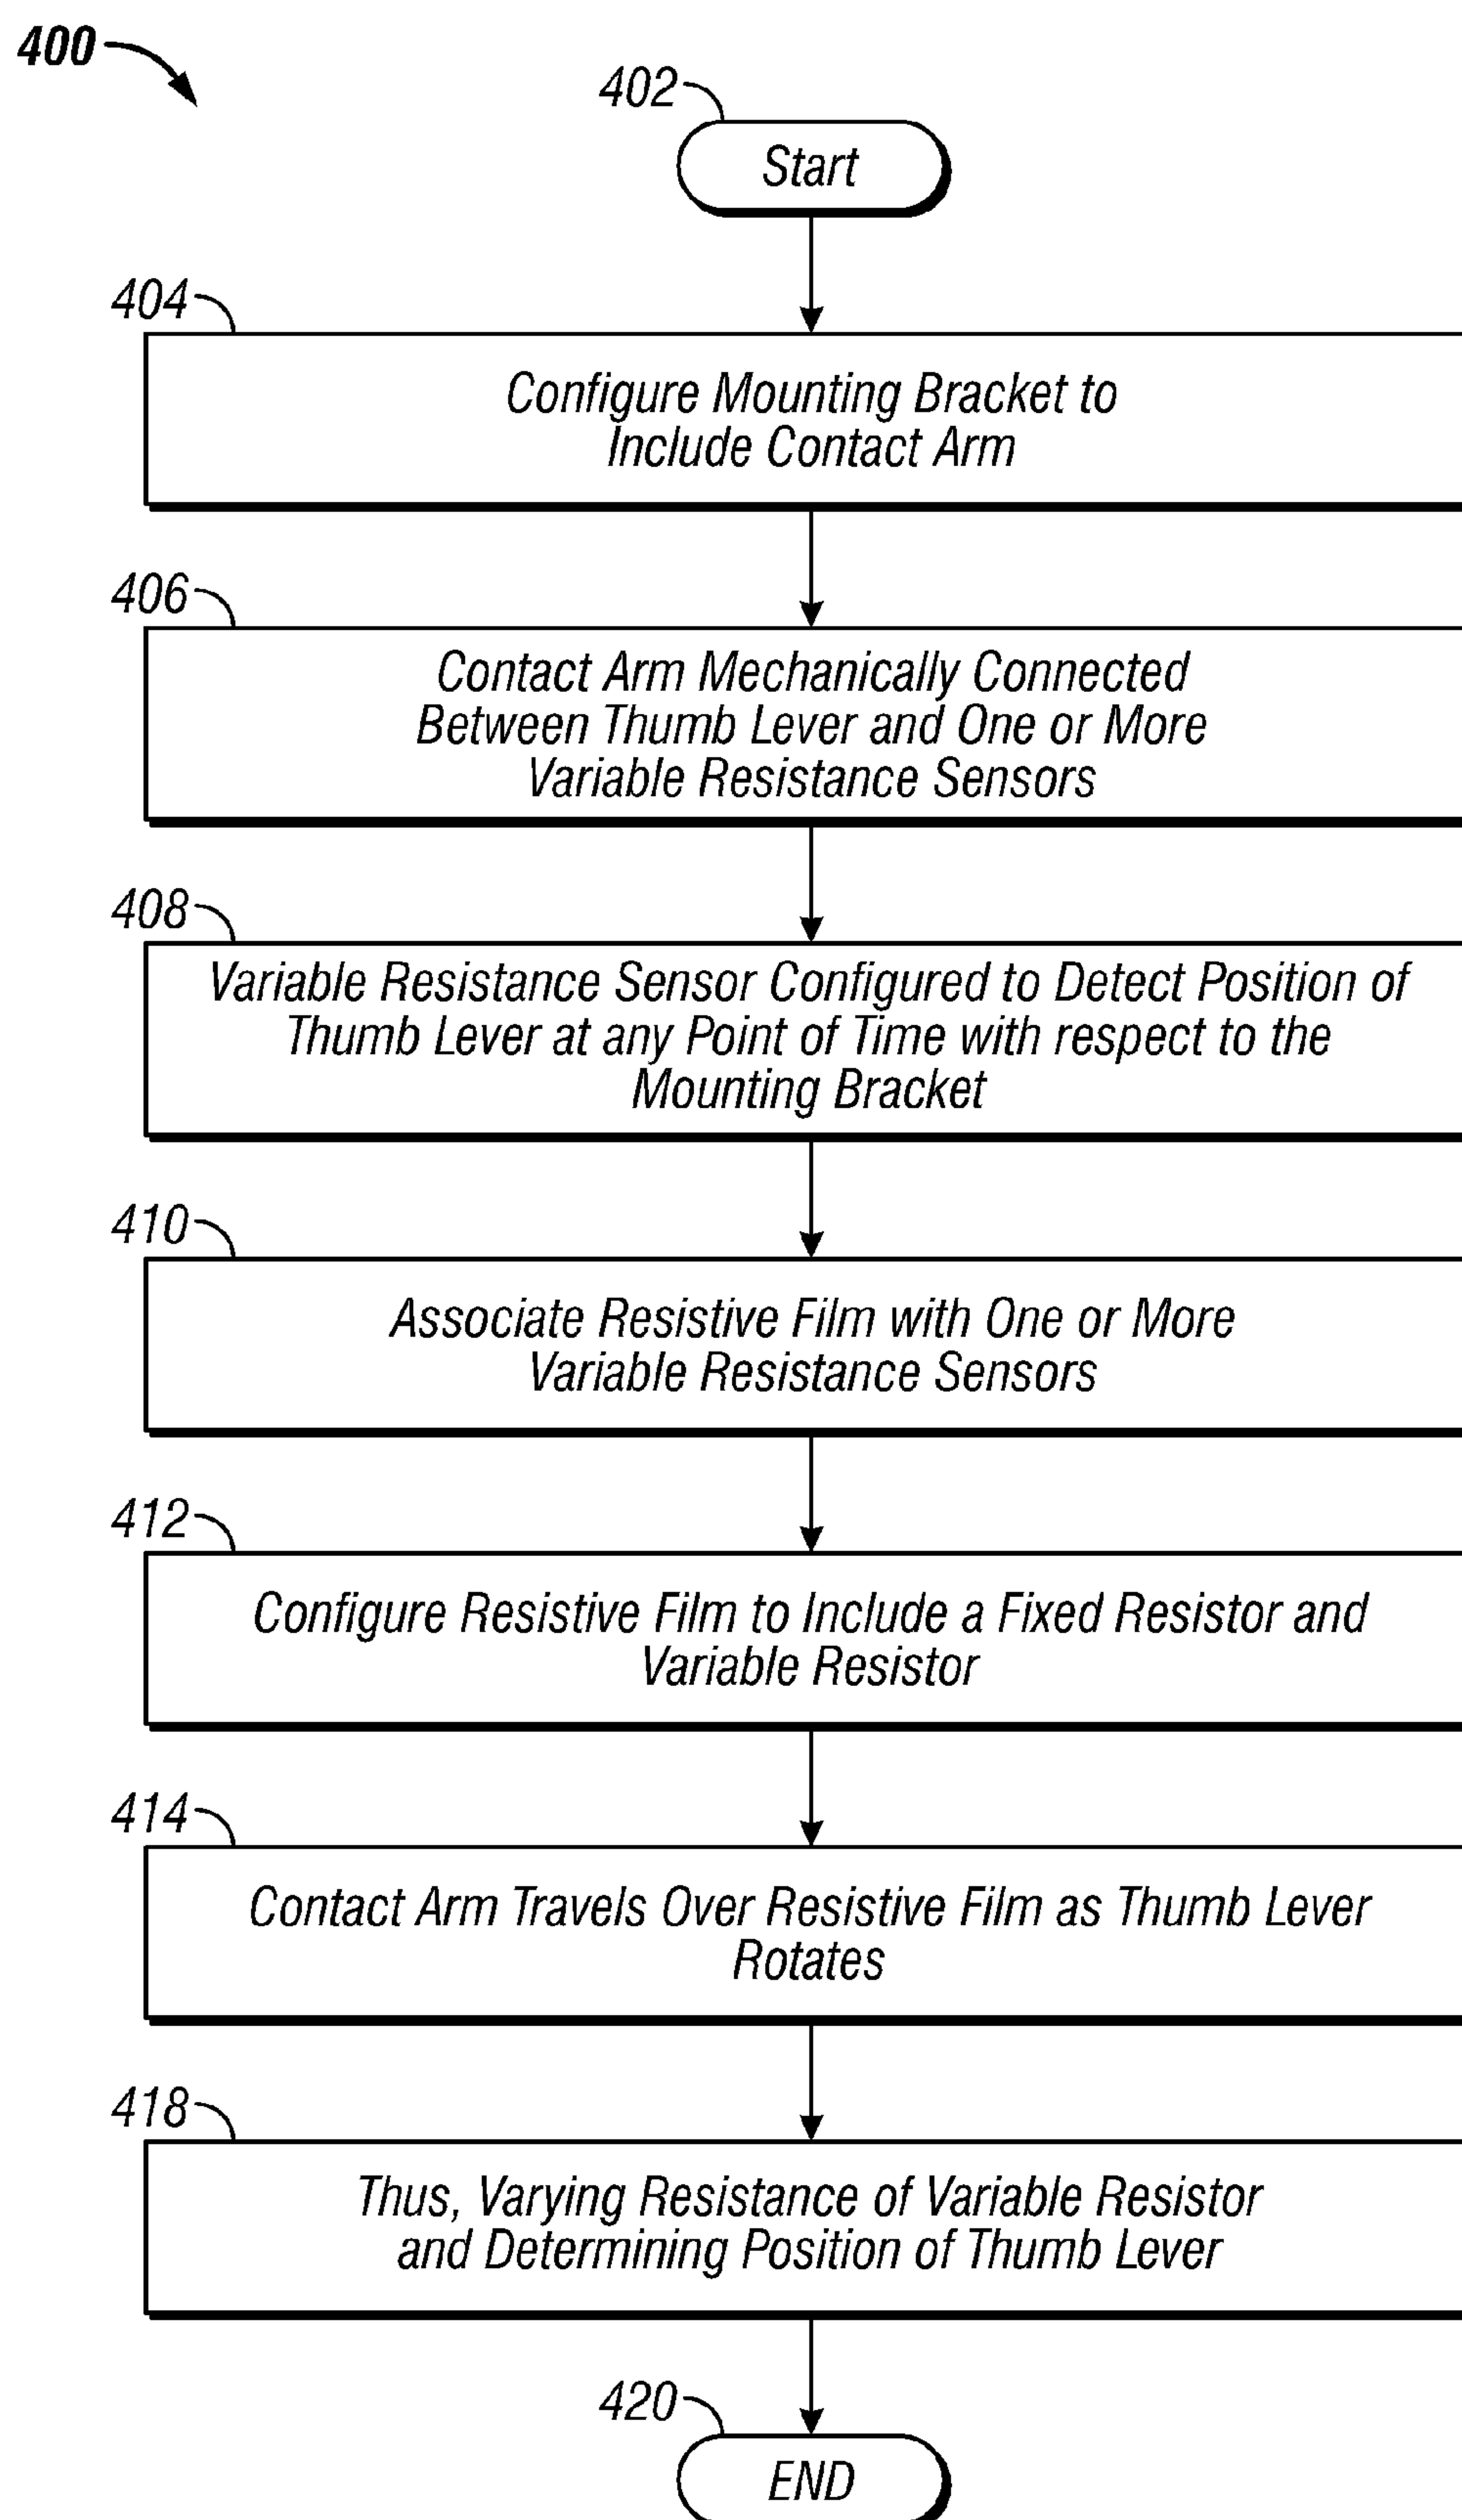 400
402
Start
404
Configure Mounting Bracket to
Include Contact Arm
406
Contact Arm Mechanically Connected
Between Thumb Lever and One or More
Variable Resistance Sensors
408
Variable Resistance Sensor Configured to Detect Position of
Thumb Lever at any Point of Time with respect to the
Mounting Bracket
410
Associate Resistive Film with One or More
Variable Resistance Sensors
412
Configure Resistive Film to Include a Fixed Resistor and
Variable Resistor
414
Contact Arm Travels Over Resistive Film as Thumb Lever
Rotates
418
Thus, Varying Resistance of Variable Resistor
and Determining Position of Thumb Lever
420
END